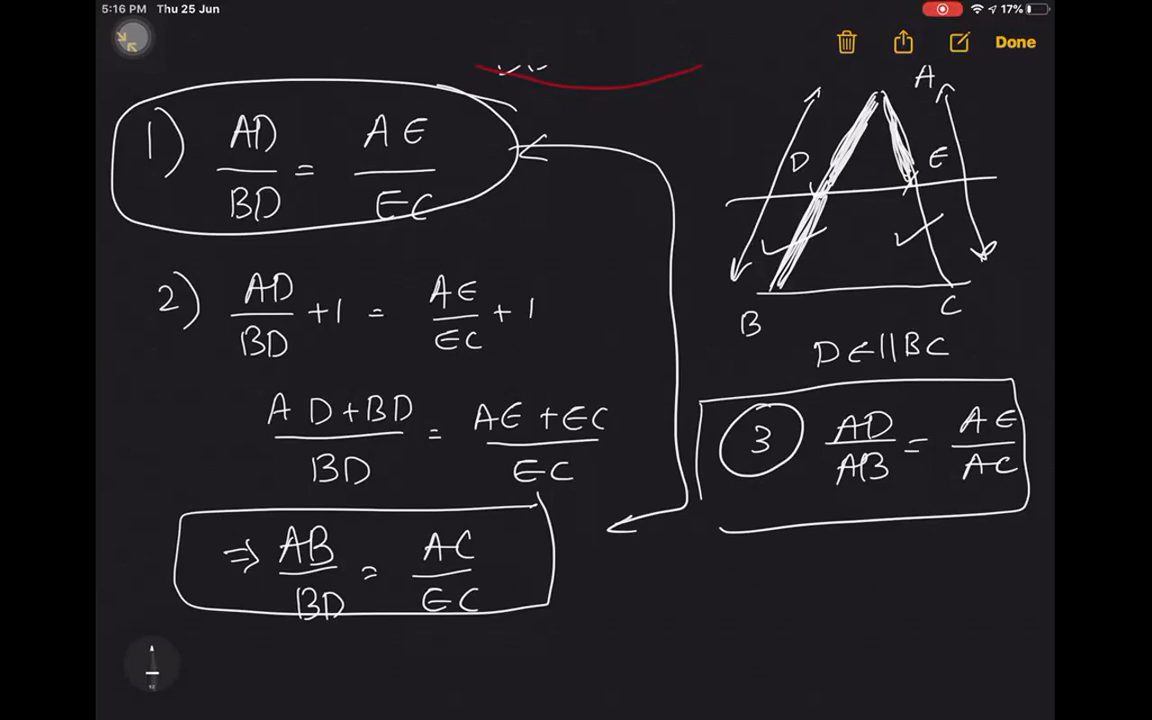 5:16 PM Thu 25 Jun
17%
Done
1) AD/BD = AE/EC
2) AD/BD + 1 = AE/EC + 1
AD+BD/BD = AE+EC/EC
⇒ AB/BD = AC/EC
A
D
E
B
C
DE||BC
3 AD/AB = AE/AC